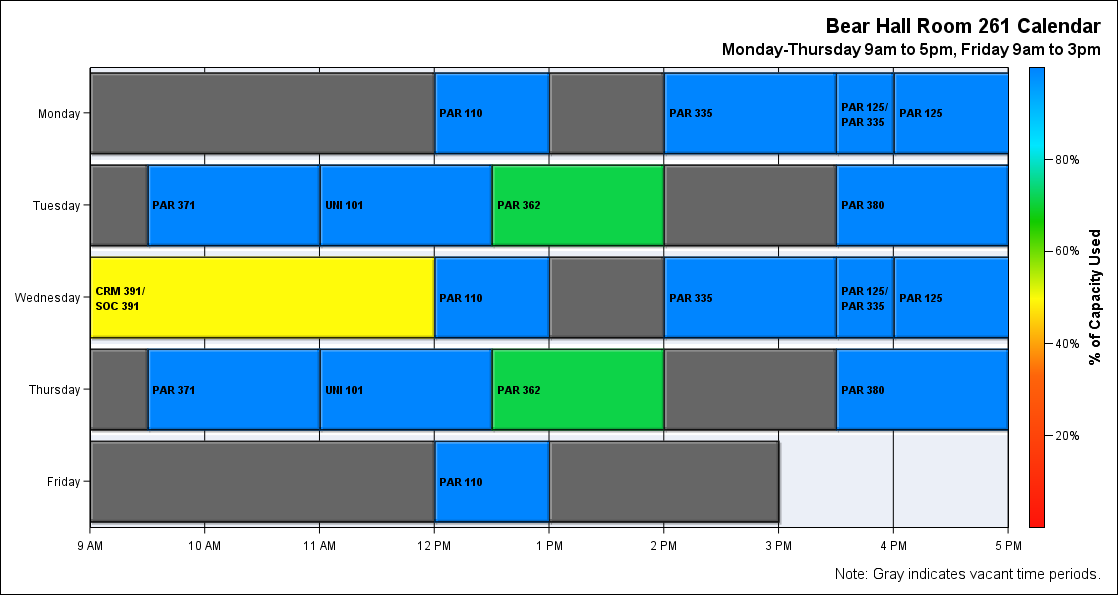 Bear Hall Room 261 Calendar
Monday-Thursday 9am to 5pm, Friday 9am to 3pm
Monday
PAR 110
PAR 335
PAR 125/
PAR 335
PAR 125
Tuesday
PAR 371
UNI 101
PAR 362
PAR 380
Wednesday
CRM 391/
SOC 391
PAR 110
PAR 335
PAR 125/
PAR 335
PAR 125
Thursday
PAR 371
UNI 101
PAR 362
PAR 380
Friday
PAR 110
9 AM
10 AM
11 AM
12 PM
1 PM
2 PM
3 PM
4 PM
5 PM
80%
60%
40%
20%
% of Capacity Used
Note: Gray indicates vacant time periods.